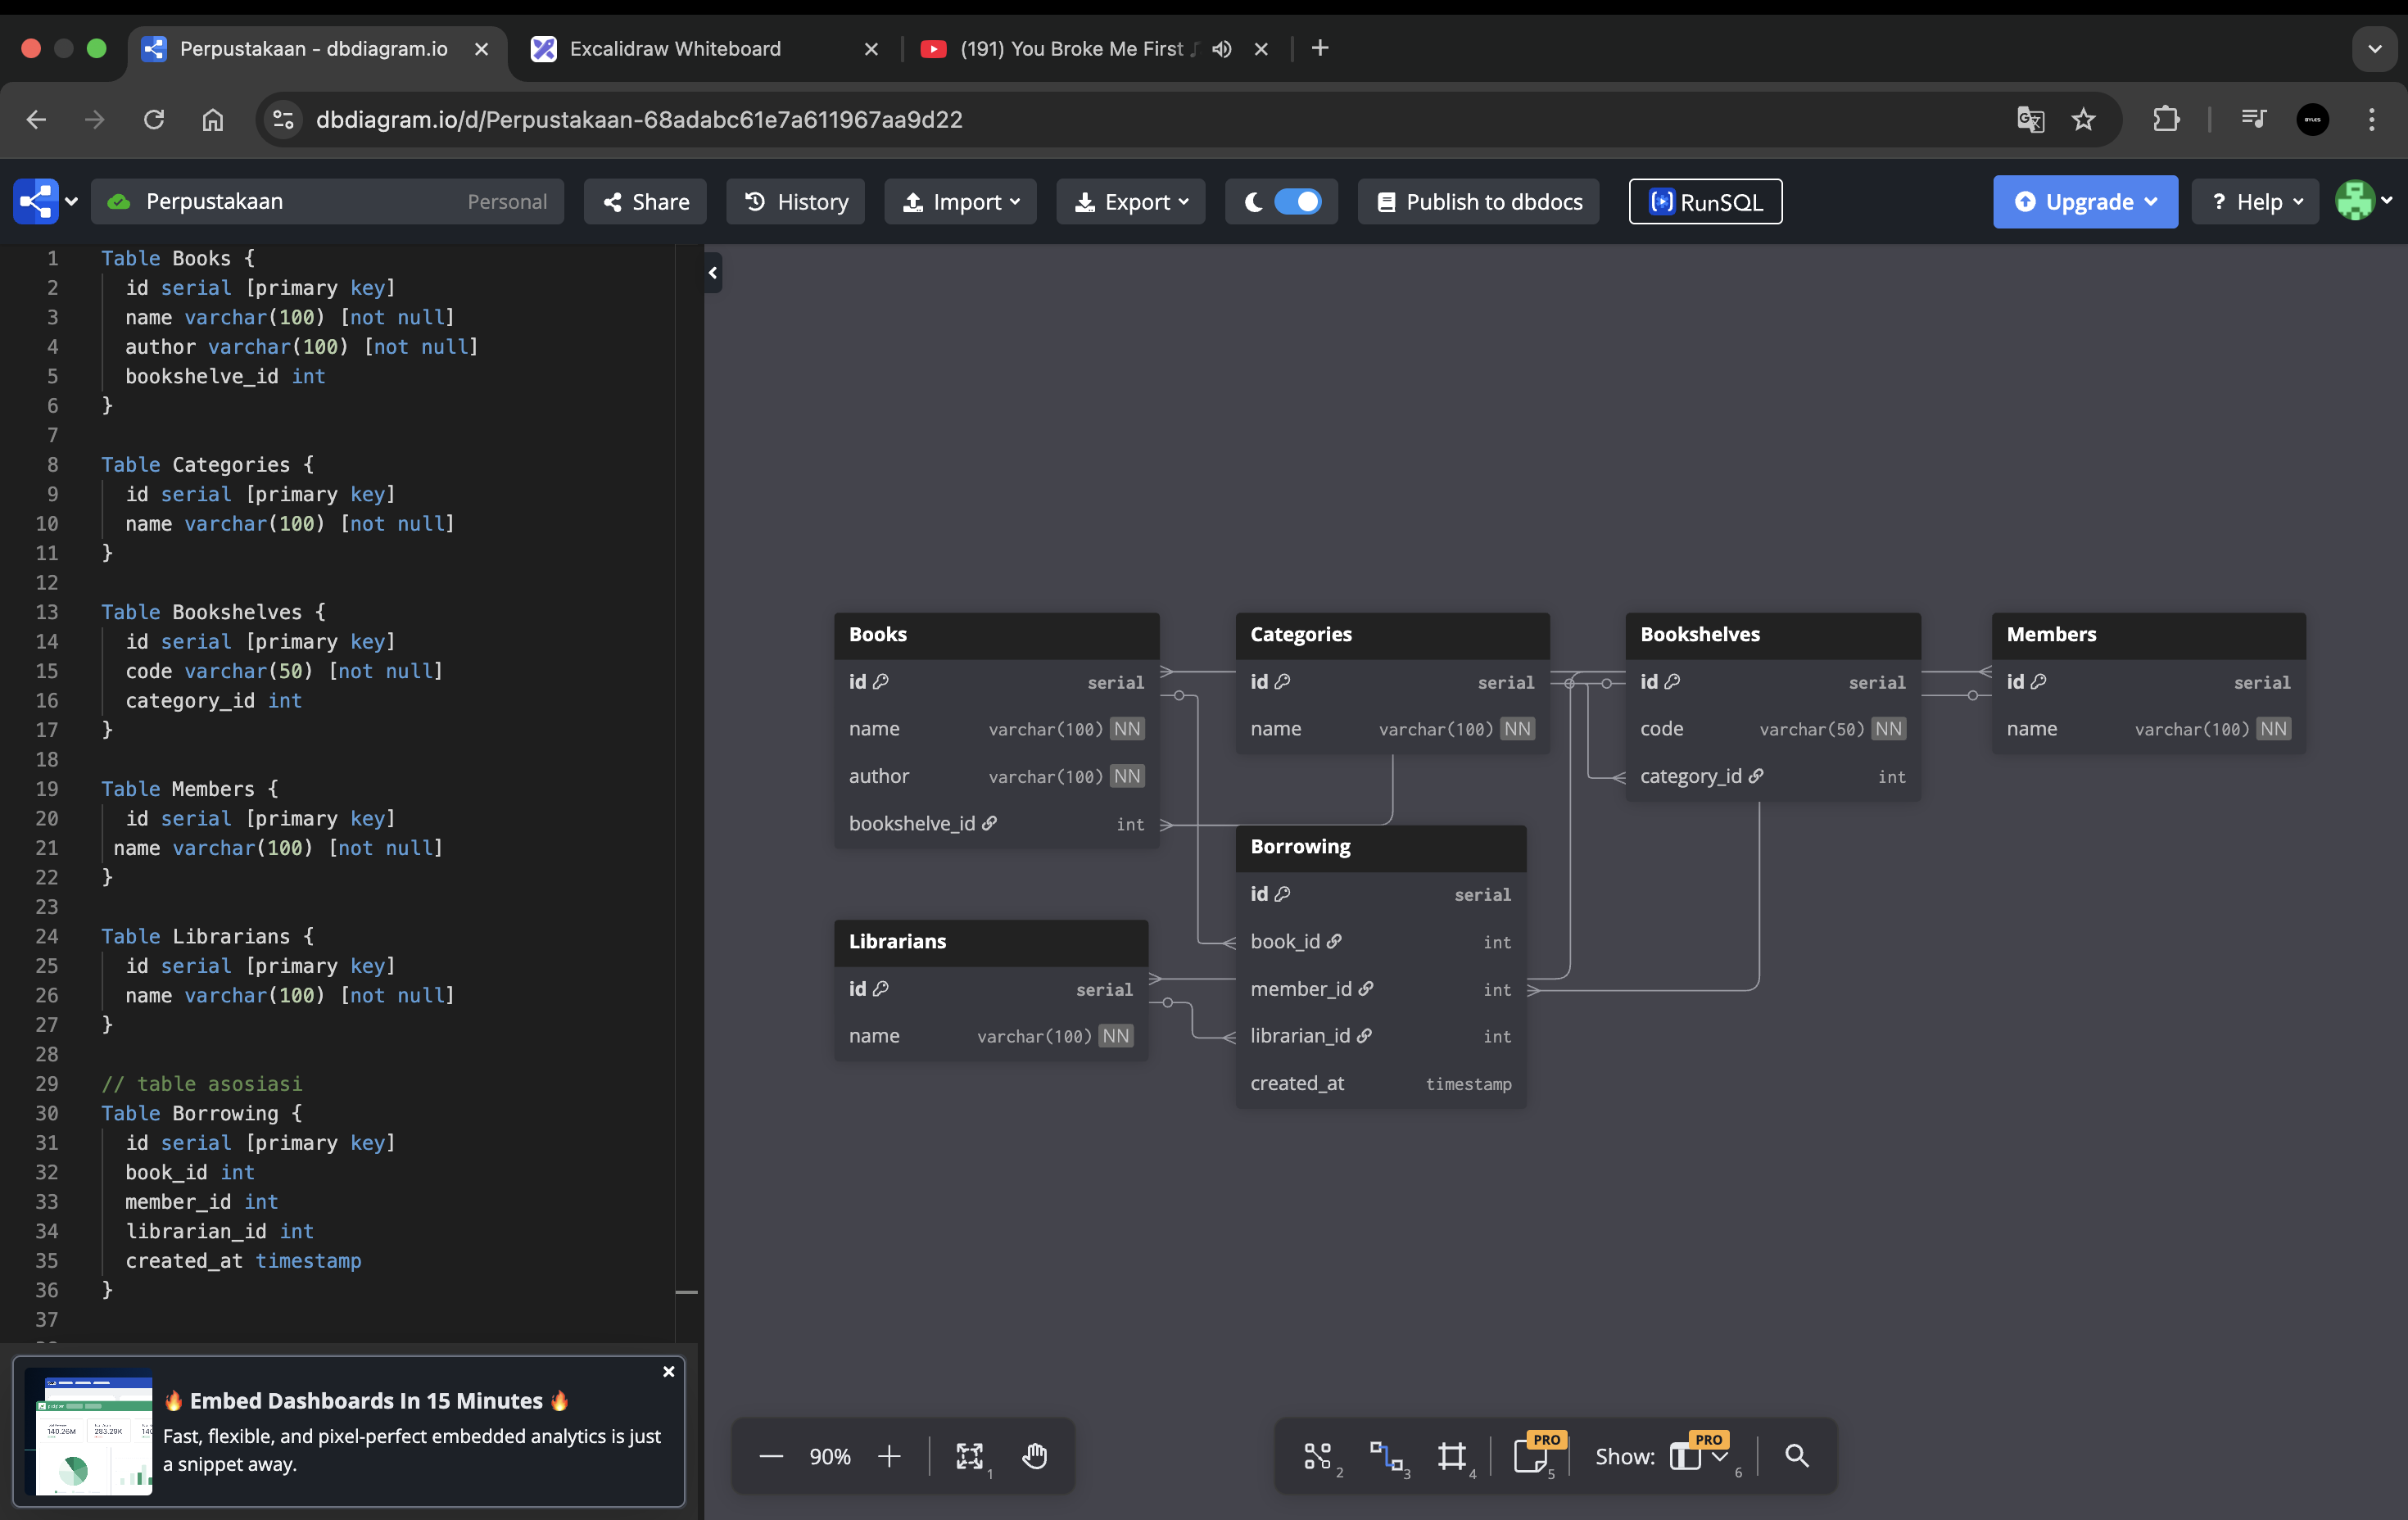 Perpustakaan - dbdiagram.io
Excalidraw Whiteboard
(191) You Broke Me First
dbdiagram.io/d/Perpustakaan-68adabc61e7a611967aa9d22
Perpustakaan Personal
Share
History
Import
Export
Publish to dbdocs
RunSQL
Upgrade
? Help
1 Table Books {
2 id serial [primary key]
3 name varchar(100) [not null]
4 author varchar(100) [not null]
5 bookshelve_id int
6 }
7
8 Table Categories {
9 id serial [primary key]
10 name varchar(100) [not null]
11 }
12
13 Table Bookshelves {
14 id serial [primary key]
15 code varchar(50) [not null]
16 category_id int
17 }
18
19 Table Members {
20 id serial [primary key]
21 name varchar(100) [not null]
22 }
23
24 Table Librarians {
25 id serial [primary key]
26 name varchar(100) [not null]
27 }
28
29 // table asosiasi
30 Table Borrowing {
31 id serial [primary key]
32 book_id int
33 member_id int
34 librarian_id int
35 created_at timestamp
36 }
37
Books
id serial
name varchar(100) NN
author varchar(100) NN
bookshelve_id int
Categories
id serial
name varchar(100) NN
Bookshelves
id serial
code varchar(50) NN
category_id int
Members
id serial
name varchar(100) NN
Librarians
id serial
name varchar(100) NN
Borrowing
id serial
book_id int
member_id int
librarian_id int
created_at timestamp
🔥 Embed Dashboards In 15 Minutes 🔥
Fast, flexible, and pixel-perfect embedded analytics is just
a snippet away.
140.26M
283.29K
90%
1
2
3
4
PRO
5
Show:
PRO
6